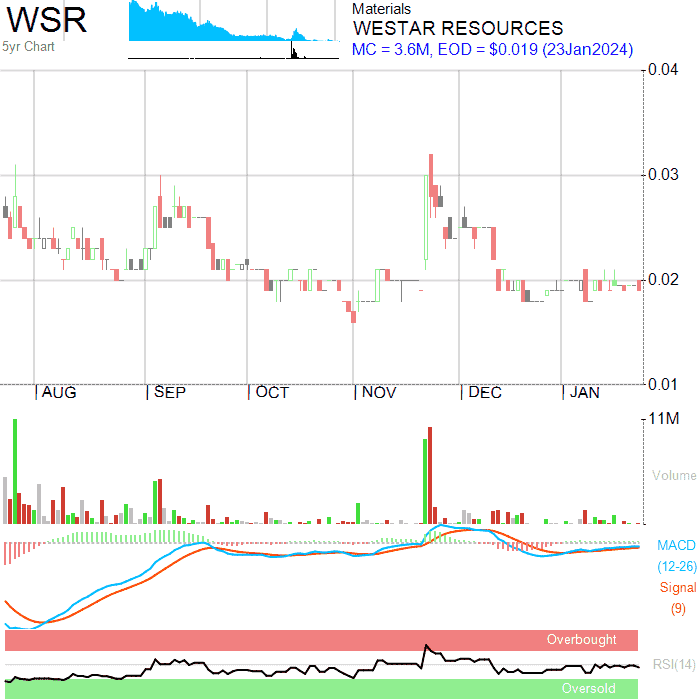 WSR
5yr Chart
Materials
WESTAR RESOURCES
MC = 3.6M, EOD = $0.019 (23Jan2024)
0.04
0.03
0.02
0.01
AUG SEP OCT NOV DEC JAN
11M
Volume
MACD
(12-26)
Signal
(9)
Overbought
RSI(14)
Oversold